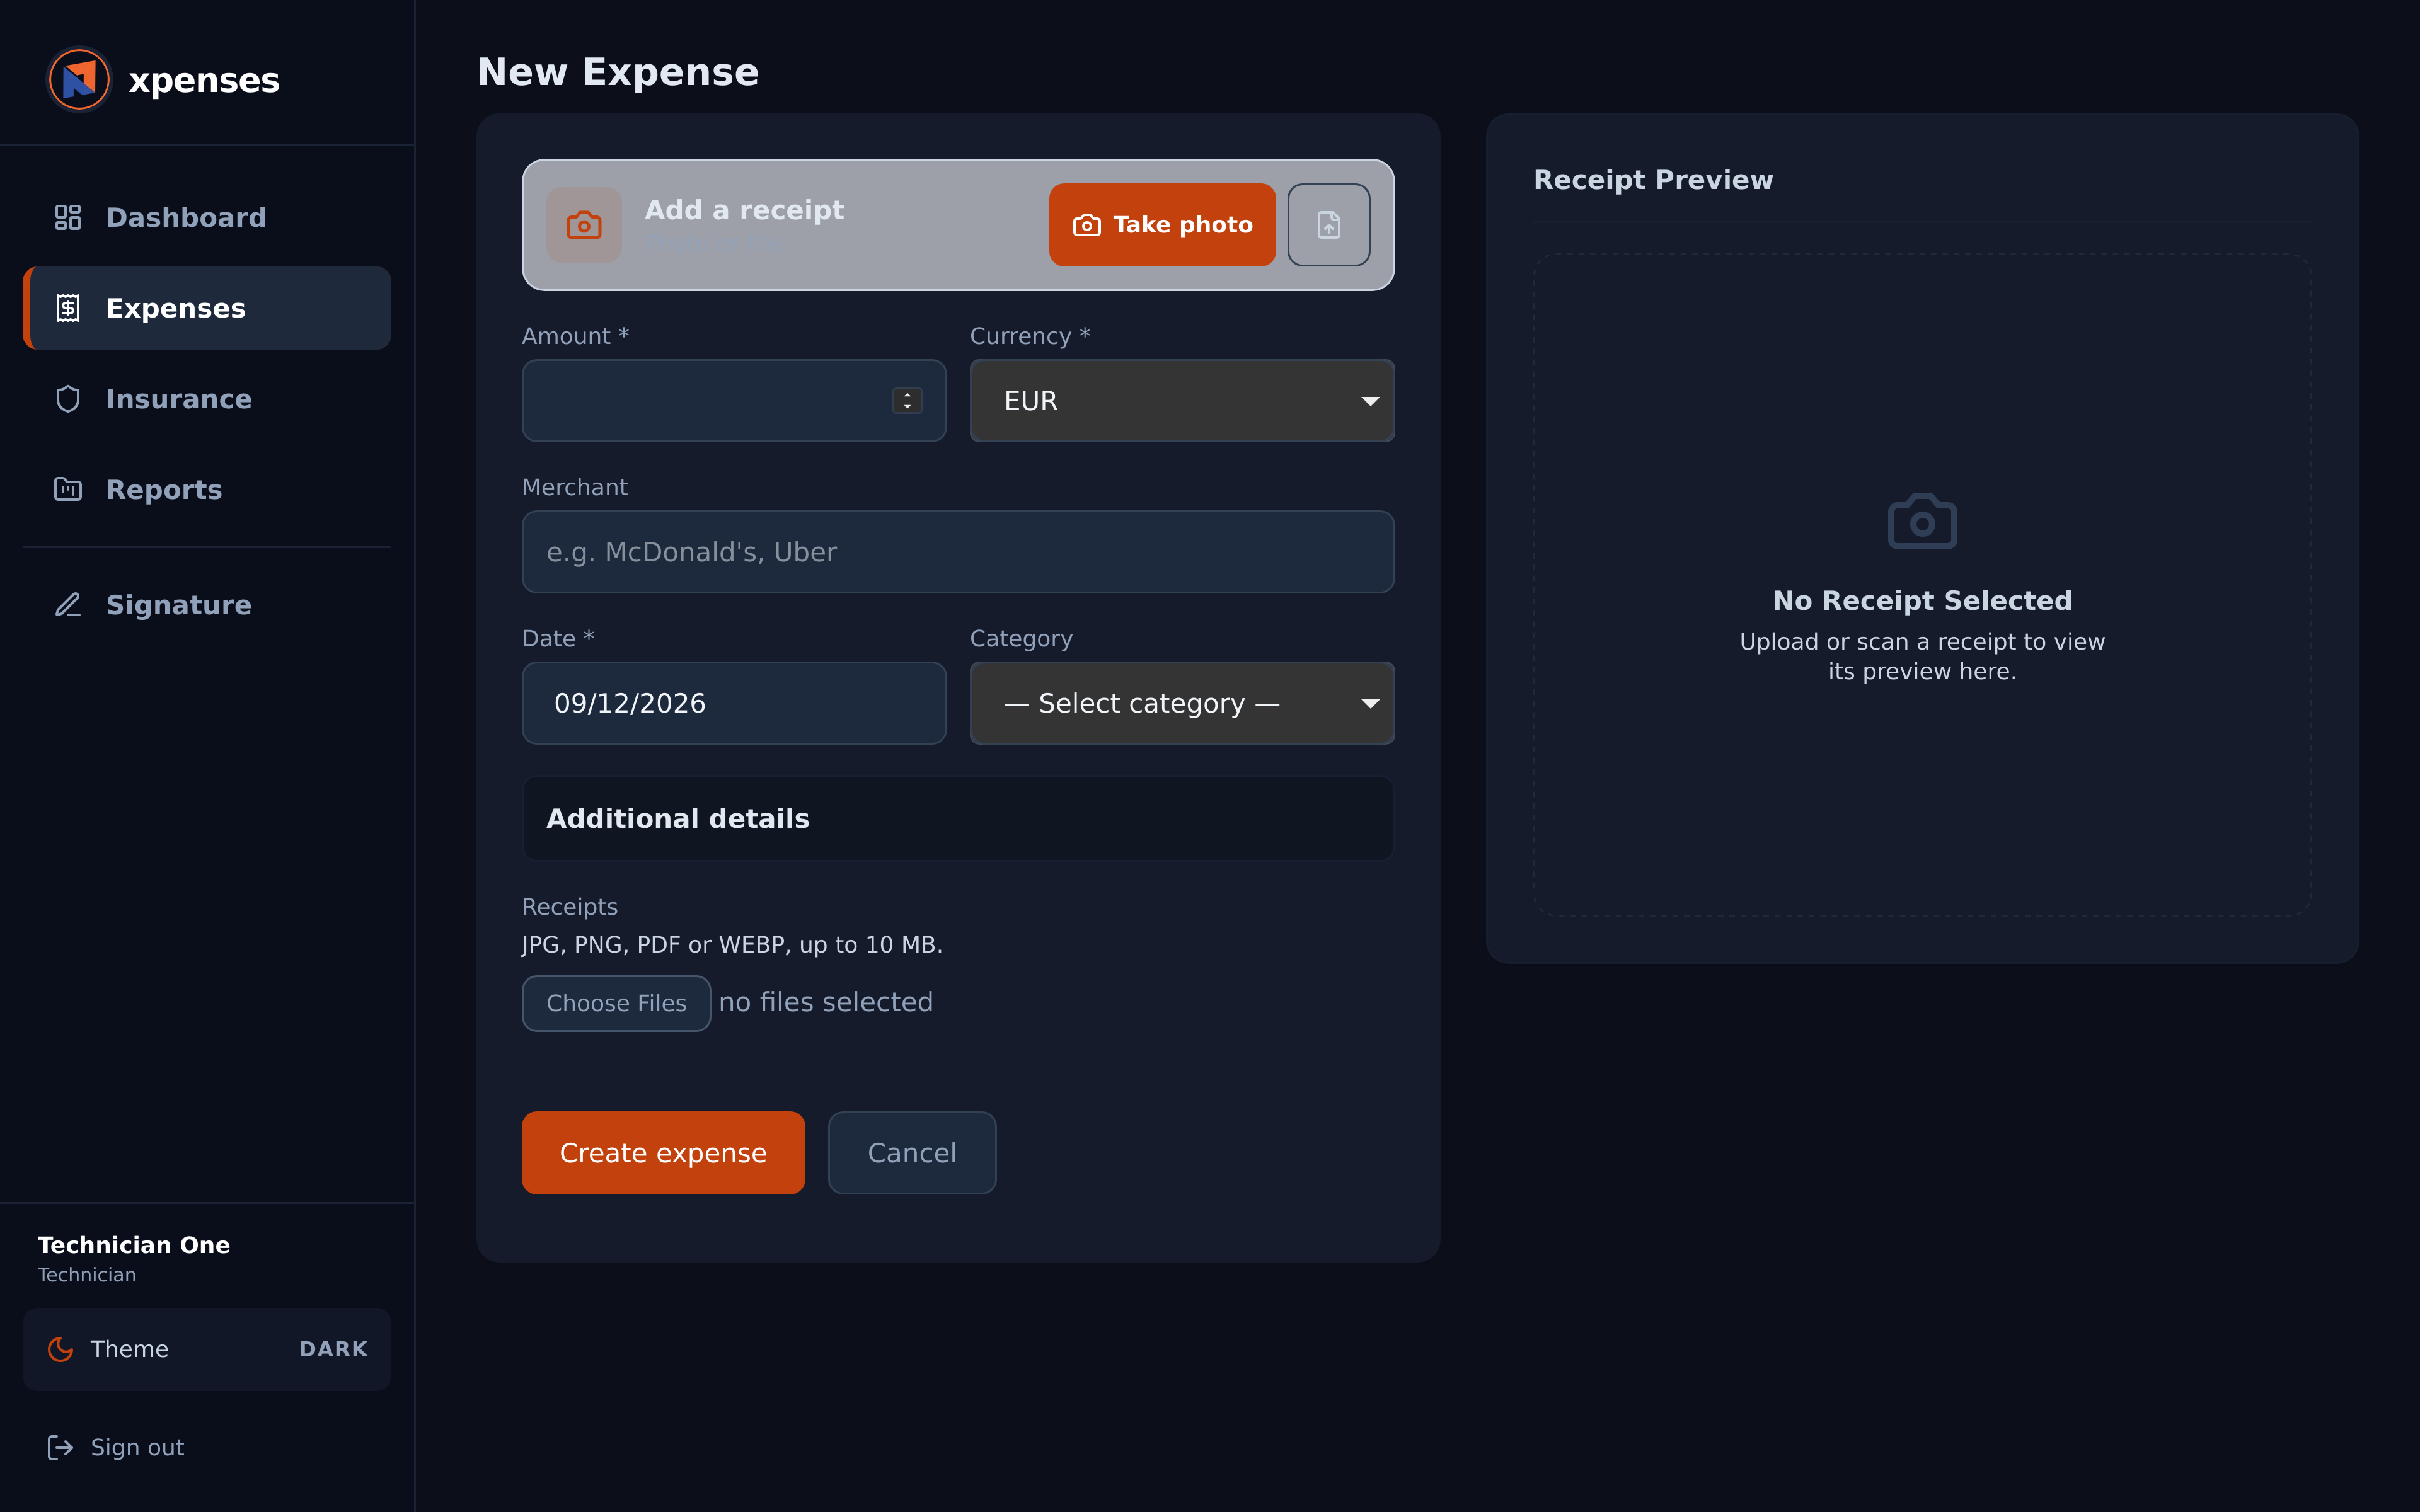 xpenses
Dashboard
Expenses
Insurance
Reports
Signature
Technician One
Technician
Theme
DARK
Sign out
New Expense
Add a receipt
Take photo
Amount *
Currency *
EUR
Merchant
e.g. McDonald's, Uber
Date *
Category
09/12/2026
— Select category —
Additional details
Receipts
JPG, PNG, PDF or WEBP, up to 10 MB.
Choose Files
no files selected
Create expense
Cancel
Receipt Preview
No Receipt Selected
Upload or scan a receipt to view
its preview here.